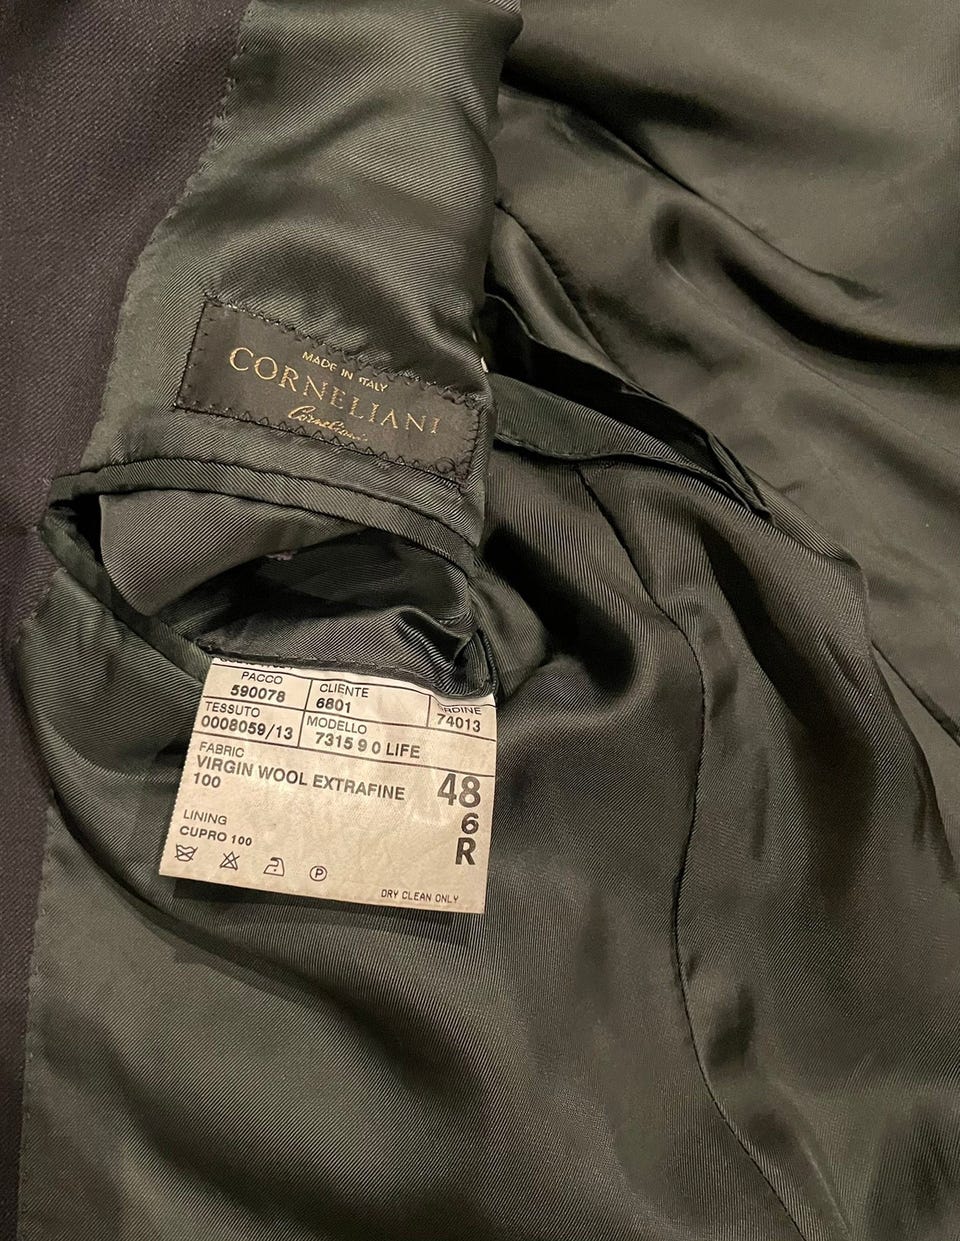 MADE IN ITALY
CORNELIANI
Corneliani
PACCO
590078
CLIENTE
6801
74013
TESSUTO
0008059/13
MODELLO
7315 9 0 LIFE
FABRIC
VIRGIN WOOL EXTRAFINE
100
48
6
R
LINING
CUPRO 100
P
DRY CLEAN ONLY